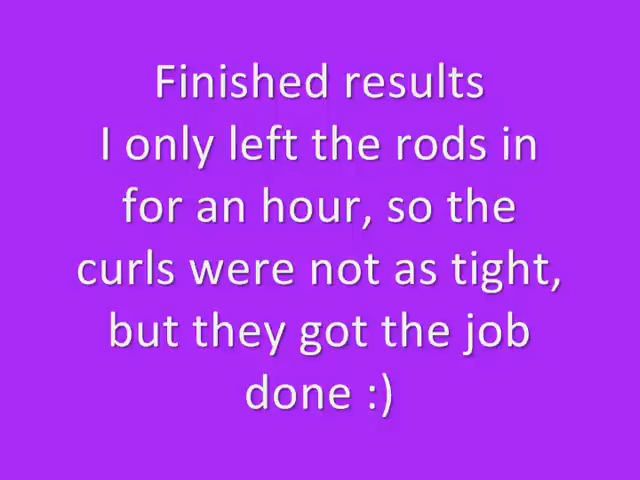 Finished results
I only left the rods in
for an hour, so the
curls were not as tight,
but they got the job
done :)